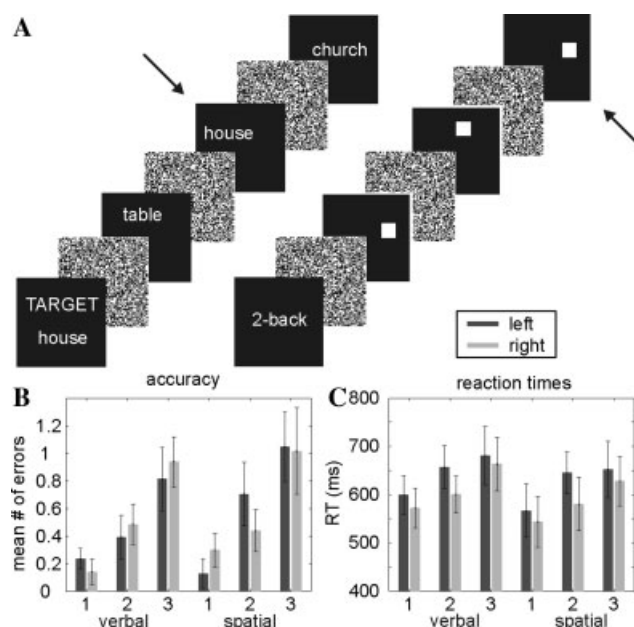 A
church
house
table
TARGET
house
2-back
left
right
accuracy
reaction times
B
C
mean # of errors
1.2
1
0.8
0.6
0.4
0.2
0
1 2 3 1 2 3
verbal spatial
RT (ms)
800
700
600
500
400
1 2 3 1 2 3
verbal spatial